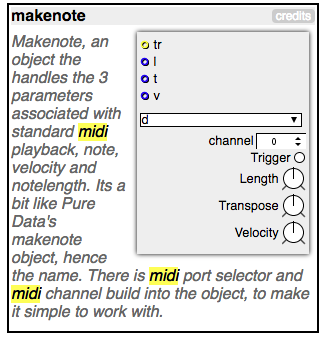 makenote
credits
Makenote, an
object the
handles the 3
parameters
associated with
standard midi
playback, note,
velocity and
notelength. Its a
bit like Pure
Data's
makenote
object, hence
the name. There is midi port selector and
midi channel build into the object, to make
it simple to work with.
tr
l
t
v
d
channel 0
Trigger
Length
Transpose
Velocity